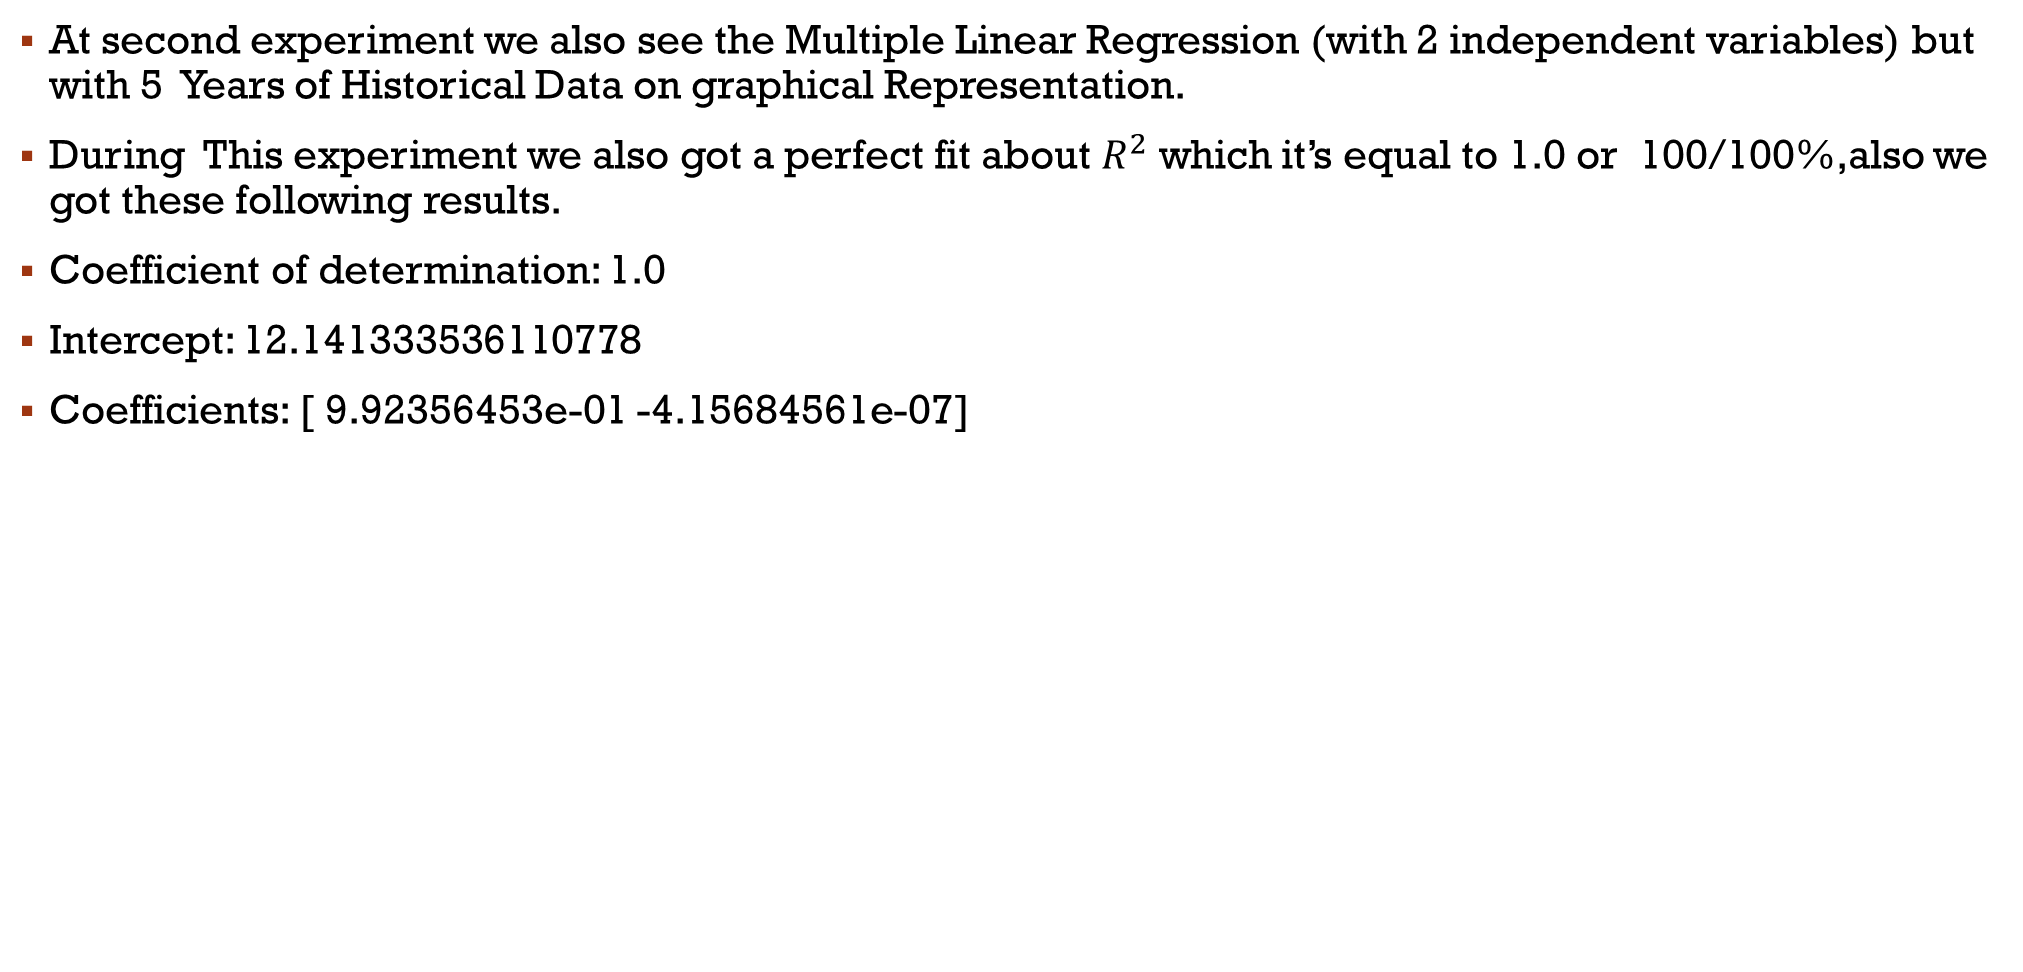 ▪ At second experiment we also see the Multiple Linear Regression (with 2 independent variables) but
with 5 Years of Historical Data on graphical Representation.
▪ During This experiment we also got a perfect fit about R² which it’s equal to 1.0 or 100/100%,also we
got these following results.
▪ Coefficient of determination: 1.0
▪ Intercept: 12.141333536110778
▪ Coefficients: [ 9.92356453e-01 -4.15684561e-07]